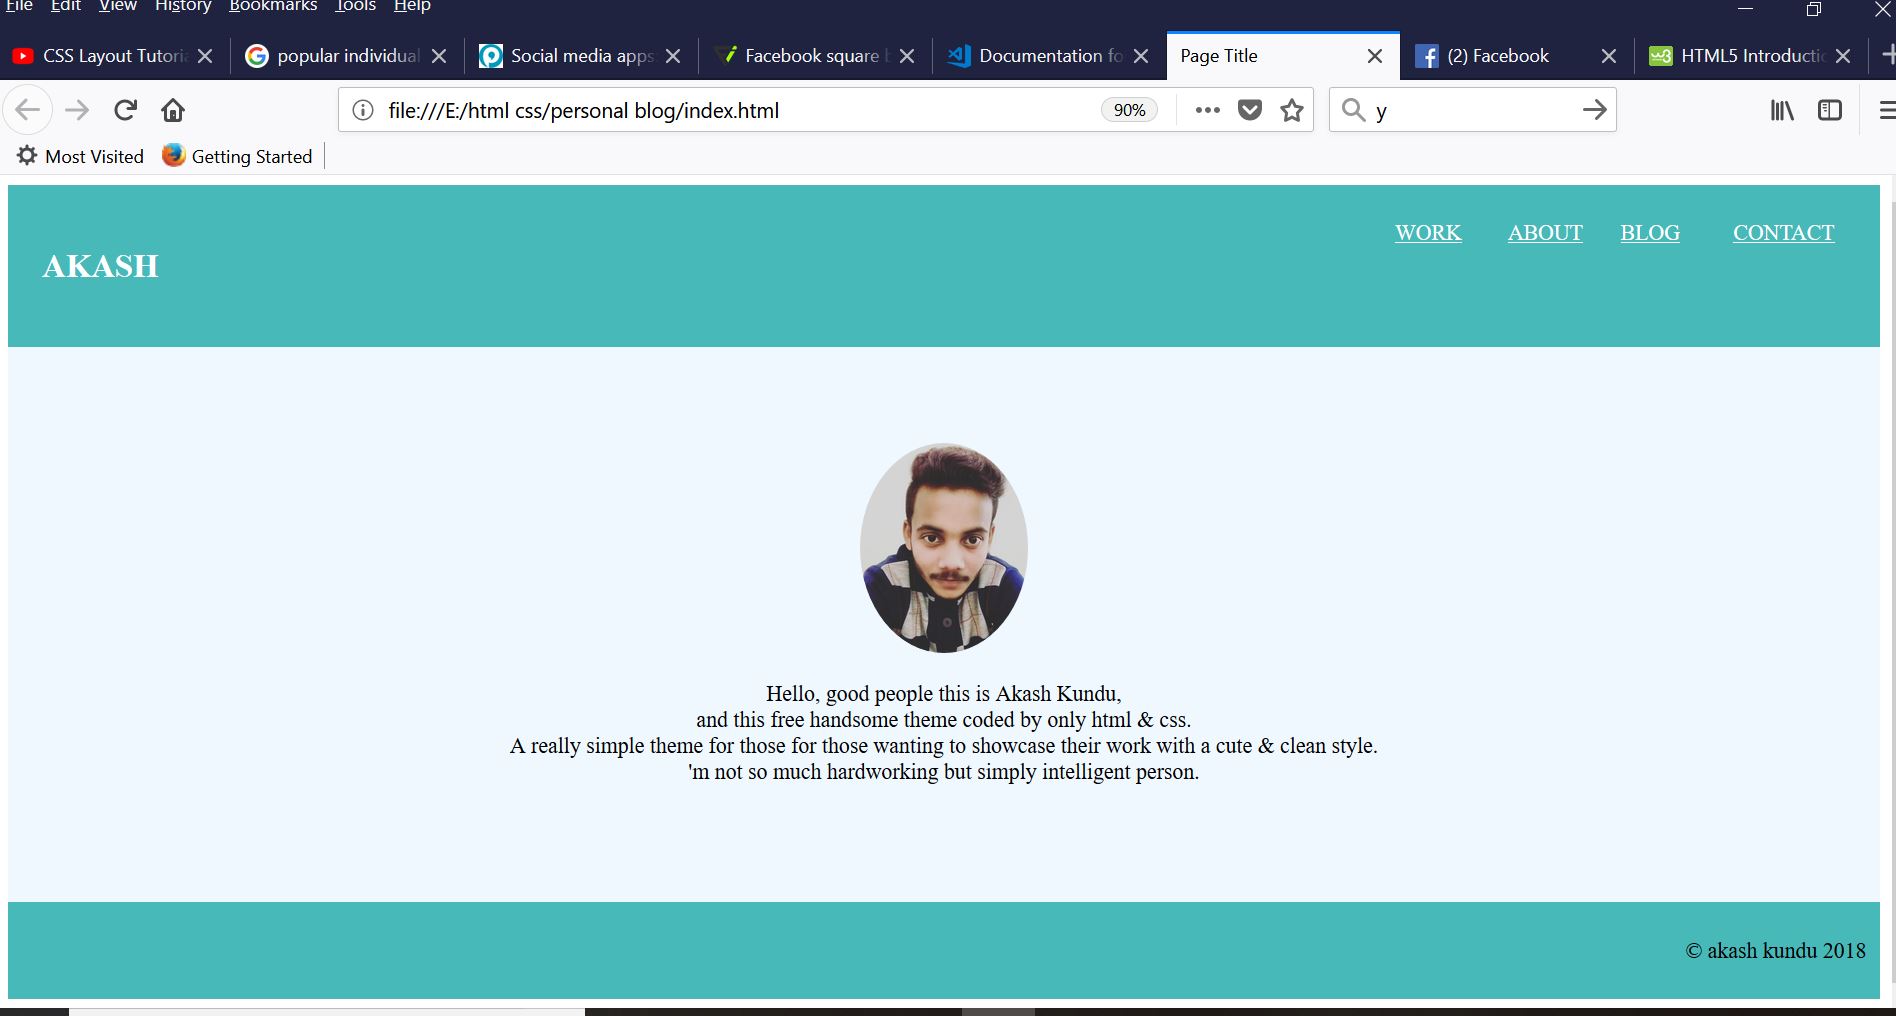 File Edit View History Bookmarks Tools Help
CSS Layout Tutoria popular individual Social media apps Facebook square b Documentation fo Page Title (2) Facebook HTML5 Introductio
file:///E:/html css/personal blog/index.html 90% y
Most Visited Getting Started
WORK ABOUT BLOG CONTACT
AKASH
Hello, good people this is Akash Kundu,
and this free handsome theme coded by only html & css.
A really simple theme for those for those wanting to showcase their work with a cute & clean style.
'm not so much hardworking but simply intelligent person.
© akash kundu 2018